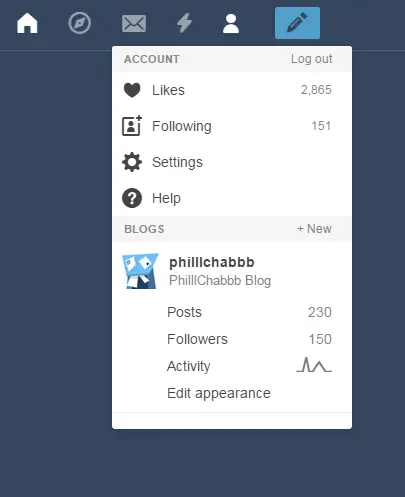 ACCOUNT Log out
Likes 2,865
Following 151
Settings
Help
BLOGS + New
philllchabbb
PhilllChabbb Blog
Posts 230
Followers 150
Activity
Edit appearance